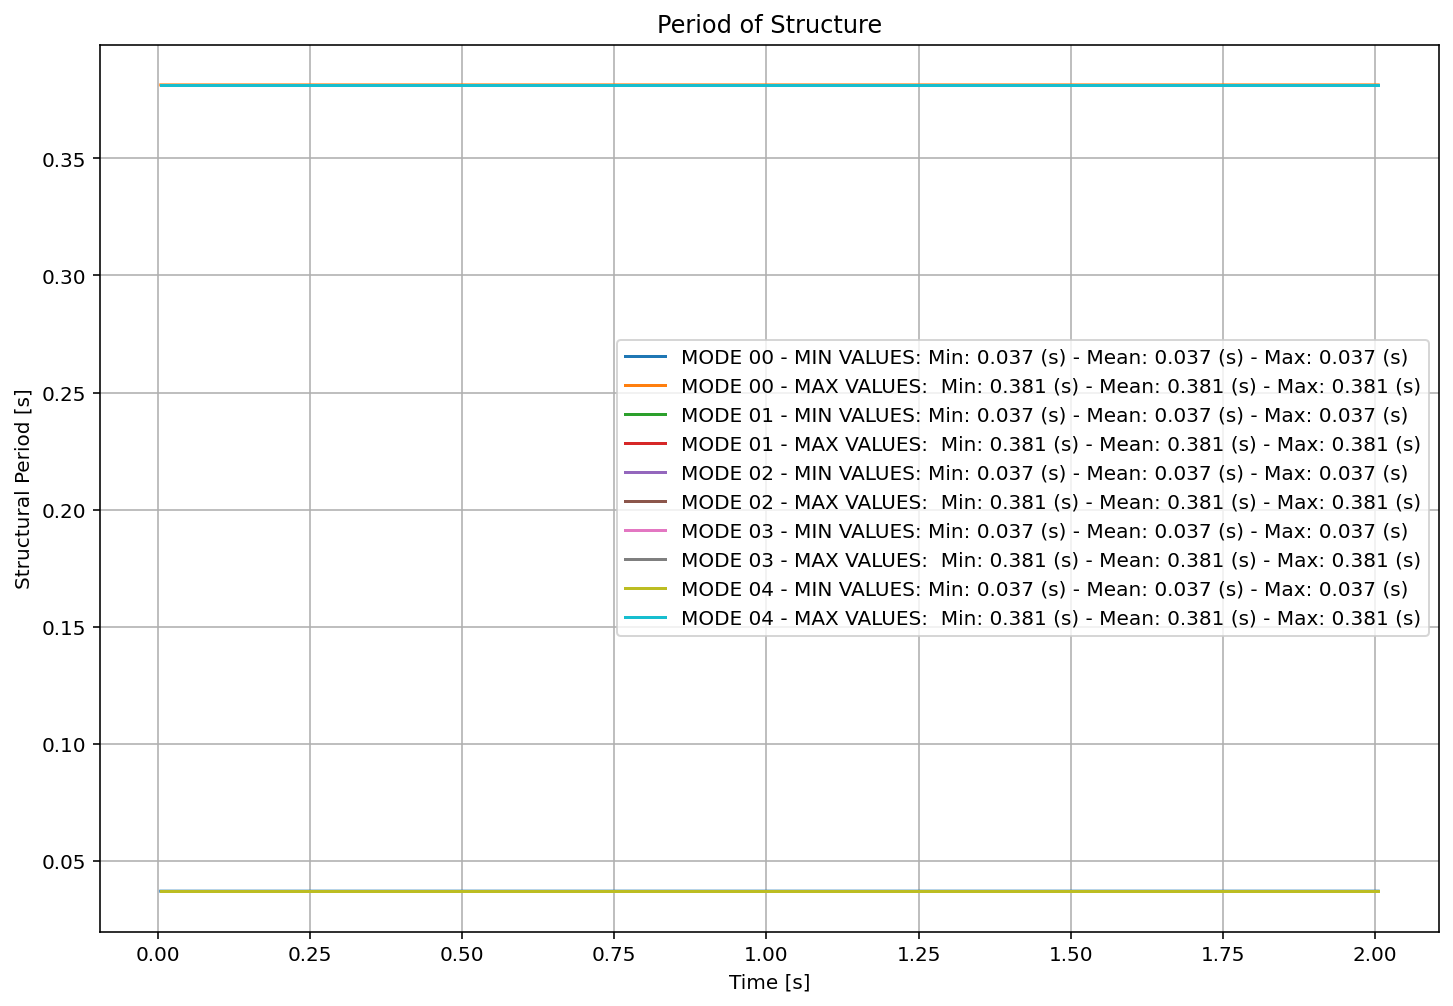 Period of Structure
0.35
0.30
0.25
0.20
0.15
0.10
0.05
Structural Period [s]
MODE 00 - MIN VALUES: Min: 0.037 (s) - Mean: 0.037 (s) - Max: 0.037 (s)
MODE 00 - MAX VALUES:  Min: 0.381 (s) - Mean: 0.381 (s) - Max: 0.381 (s)
MODE 01 - MIN VALUES: Min: 0.037 (s) - Mean: 0.037 (s) - Max: 0.037 (s)
MODE 01 - MAX VALUES:  Min: 0.381 (s) - Mean: 0.381 (s) - Max: 0.381 (s)
MODE 02 - MIN VALUES: Min: 0.037 (s) - Mean: 0.037 (s) - Max: 0.037 (s)
MODE 02 - MAX VALUES:  Min: 0.381 (s) - Mean: 0.381 (s) - Max: 0.381 (s)
MODE 03 - MIN VALUES: Min: 0.037 (s) - Mean: 0.037 (s) - Max: 0.037 (s)
MODE 03 - MAX VALUES:  Min: 0.381 (s) - Mean: 0.381 (s) - Max: 0.381 (s)
MODE 04 - MIN VALUES: Min: 0.037 (s) - Mean: 0.037 (s) - Max: 0.037 (s)
MODE 04 - MAX VALUES:  Min: 0.381 (s) - Mean: 0.381 (s) - Max: 0.381 (s)
0.00 0.25 0.50 0.75 1.00 1.25 1.50 1.75 2.00
Time [s]